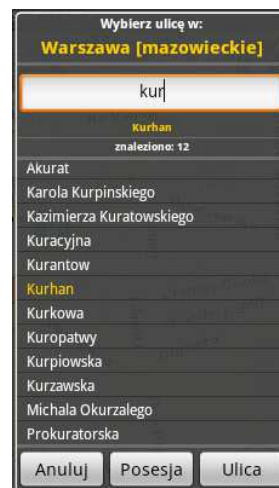 Wybierz ulicę w:
Warszawa [mazowieckie]
kur
Kurhan
znaleziono: 12
Akurat
Karola Kurpinskiego
Kazimierza Kuratowskiego
Kuracyjna
Kurantow
Kurhan
Kurkowa
Kuropatwy
Kurpiowska
Kurzawska
Michala Okurzalego
Prokuratorska
Anuluj Posesja Ulica